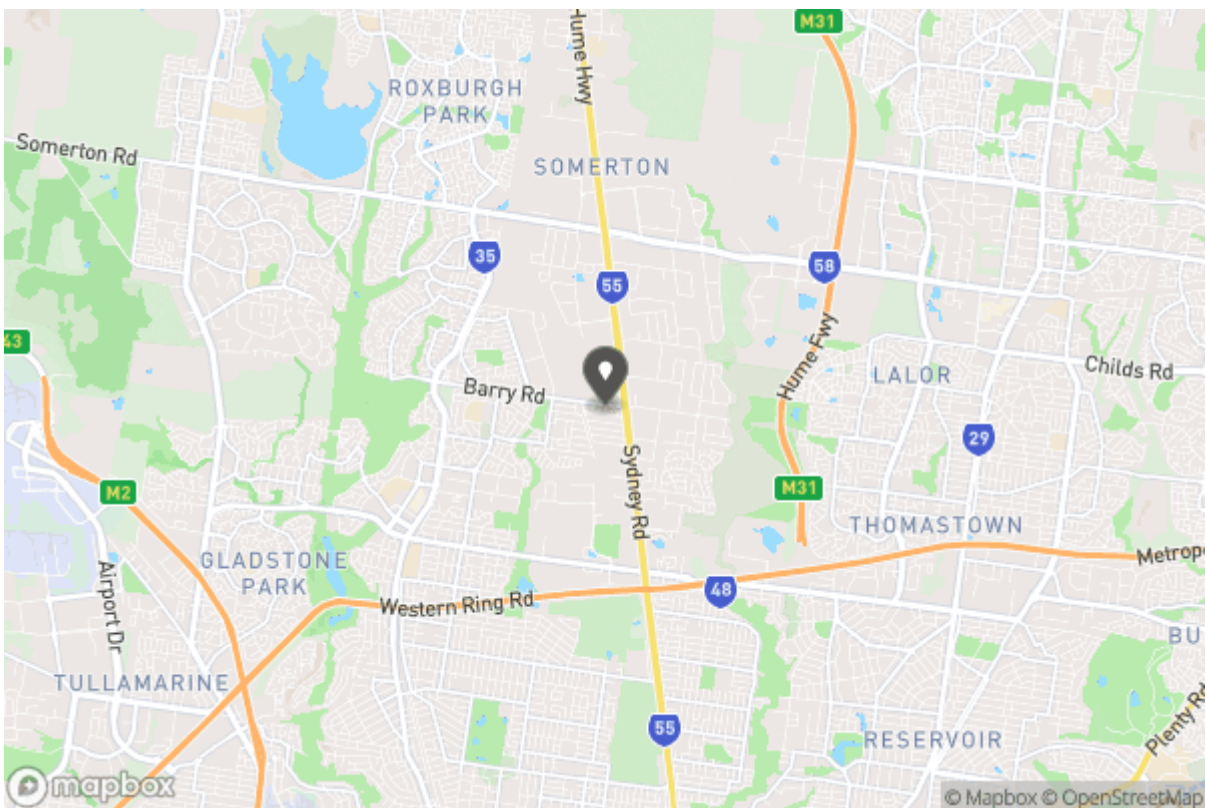 M31
Hume Hwy
ROXBURGH
PARK
Somerton Rd
SOMERTON
35
58
55
43
Hume Fwy
Childs Rd
LALOR
Barry Rd
29
Sydney Rd
M2
M31
THOMASTOWN
GLADSTONE
PARK
Metrope
Airport Dr
48
Western Ring Rd
BU
TULLAMARINE
Plenty Rd
55
RESERVOIR
mapbox
© Mapbox © OpenStreetMap